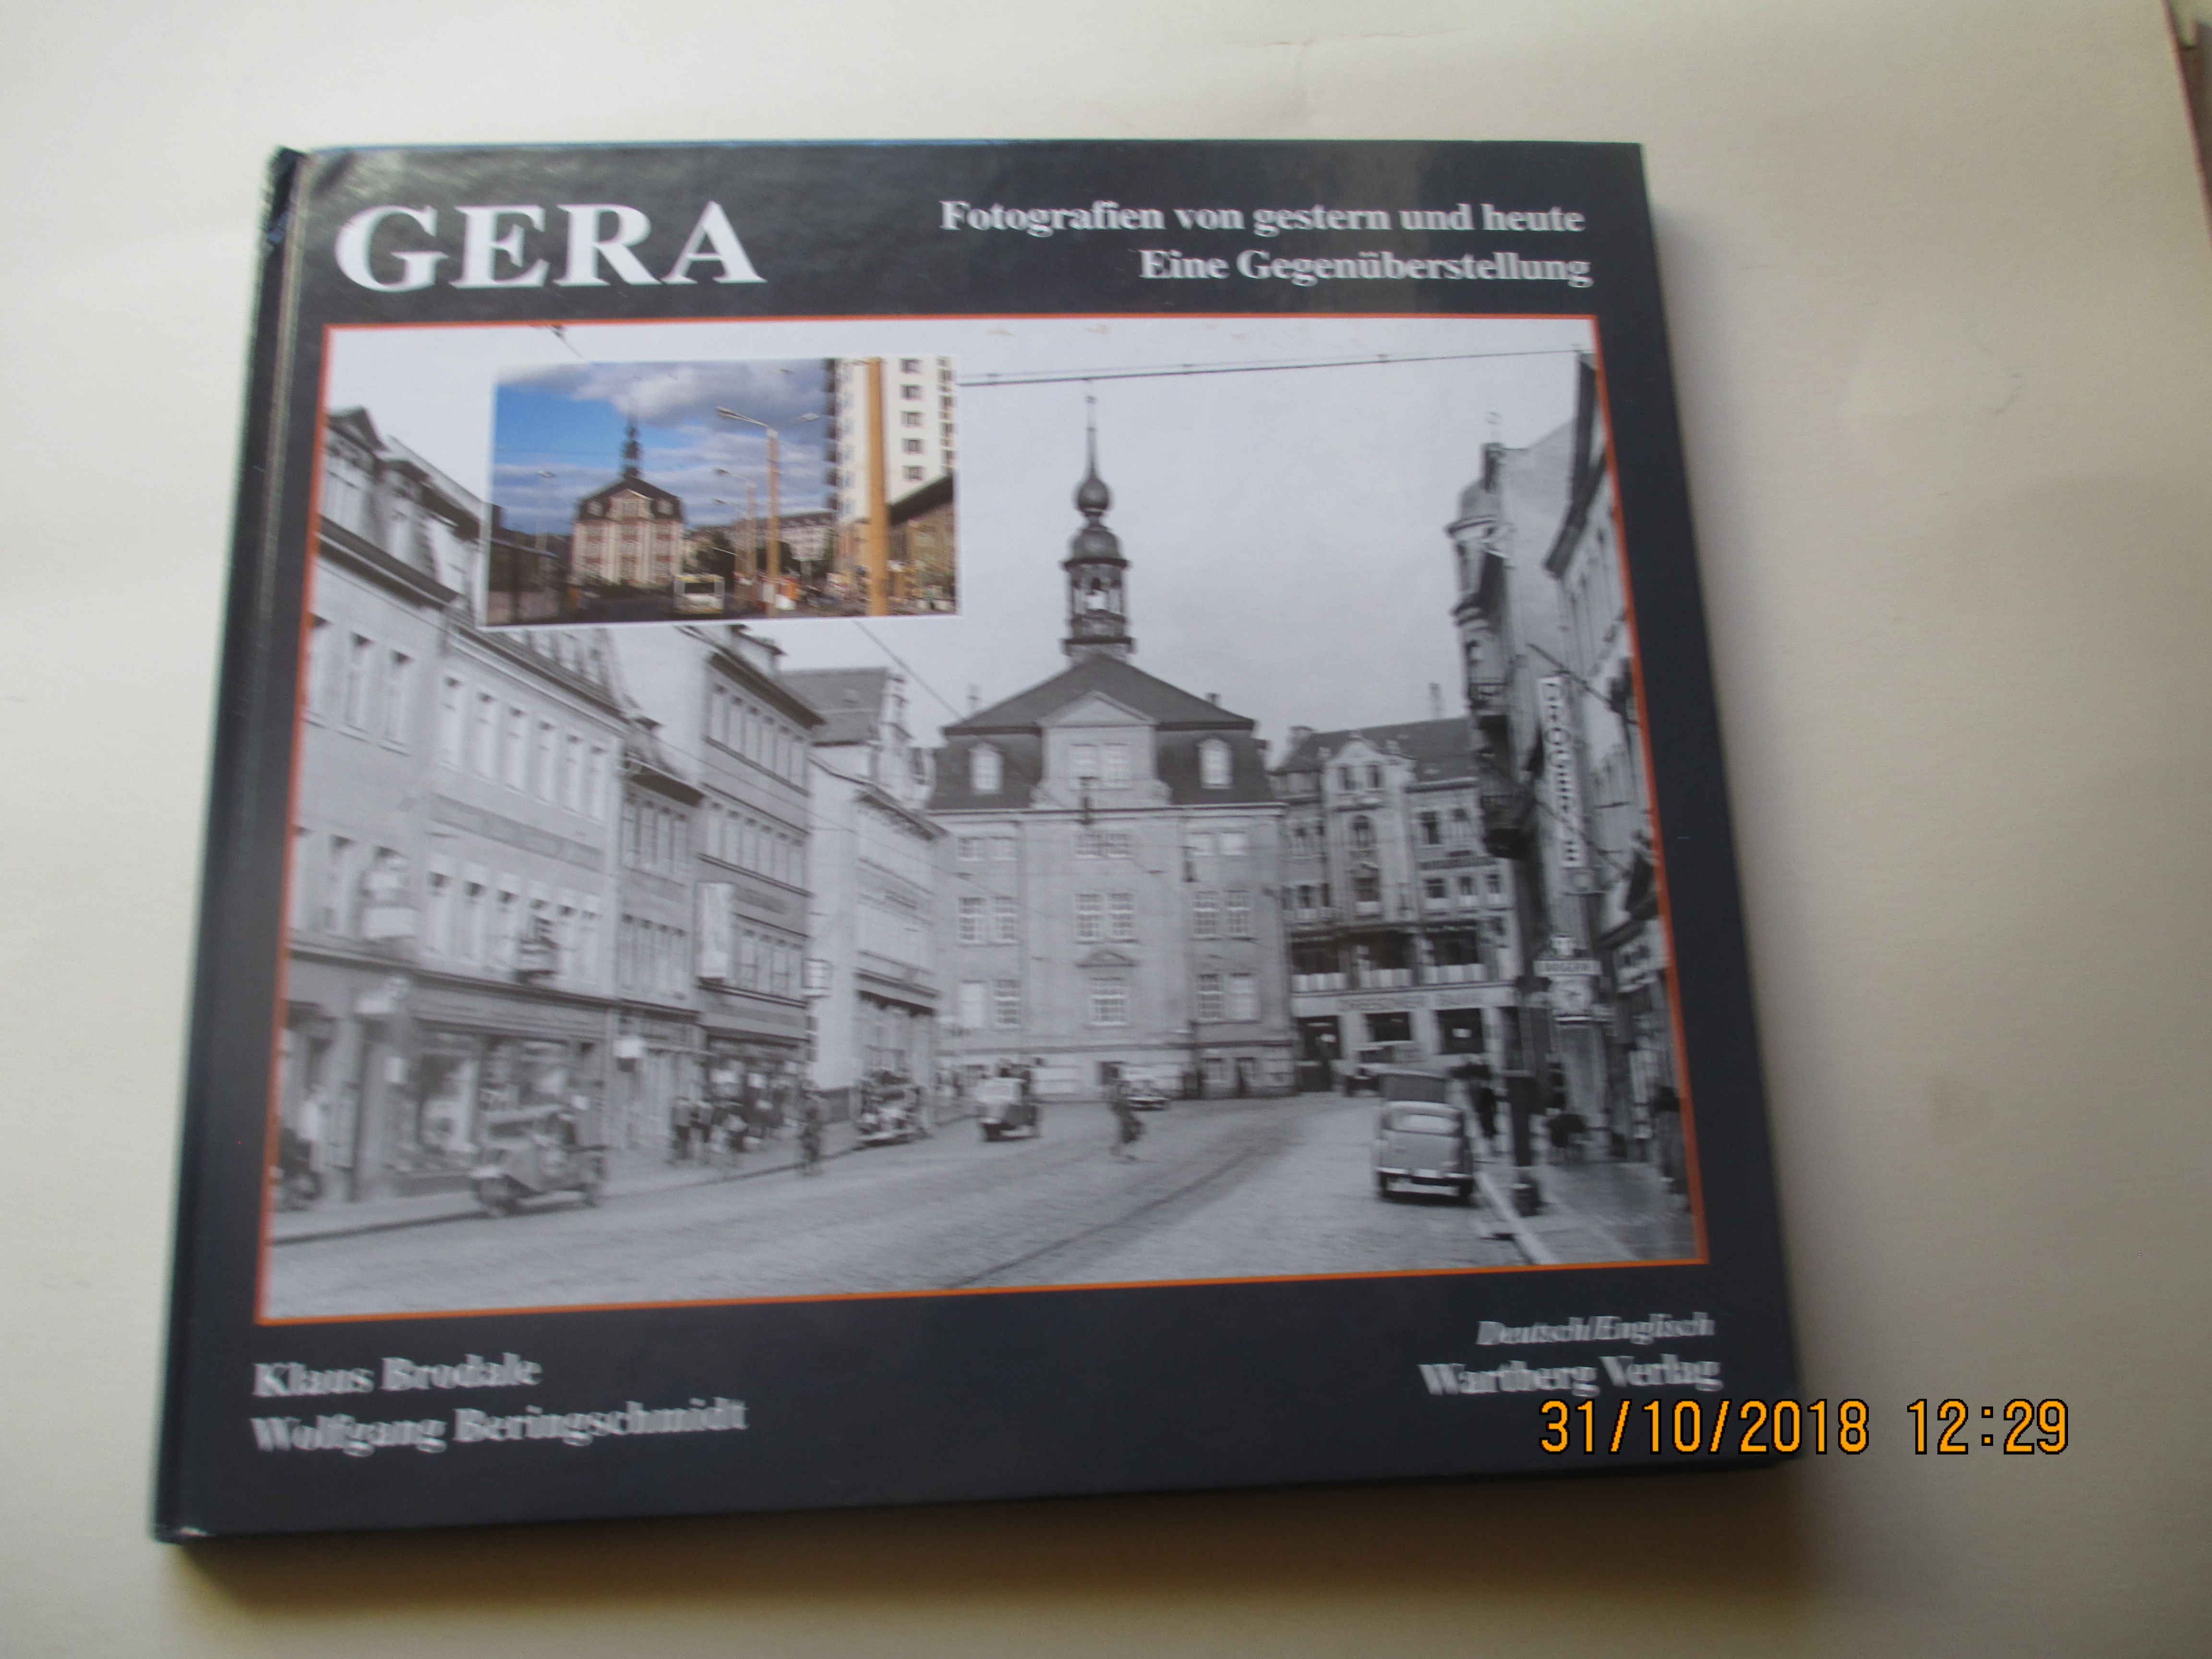 GERA
Fotografien von gestern und heute
Eine Gegenüberstellung
DROGERIE
Klaus Brodale
Wolfgang Beringschmidt
Deutsch/Englisch
Wartberg Verlag
31/10/2018 12:29